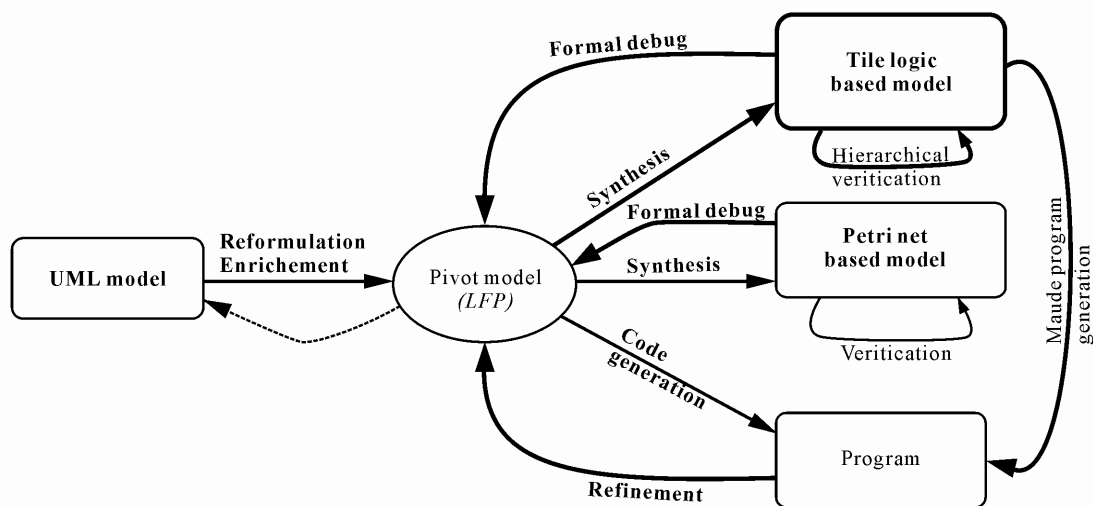 Formal debug
Tile logic
based model
Hierarchical
veritication
Synthesis
Formal debug
Petri net
based model
Reformulation
Enrichement
UML model
Pivot model
(LFP)
Synthesis
Maude program
generation
Veritication
Code
generation
Program
Refinement